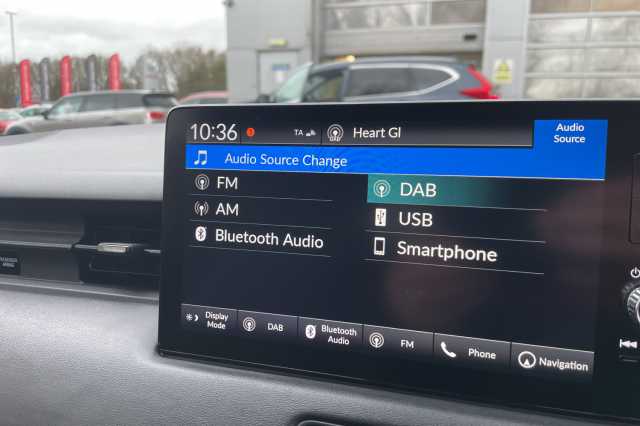 10:36 TA Heart Gl
Audio
Source
Audio Source Change
FM
DAB
AM
USB
Bluetooth Audio
Smartphone
Display
Mode
DAB
Bluetooth
Audio
FM
Phone
Navigation